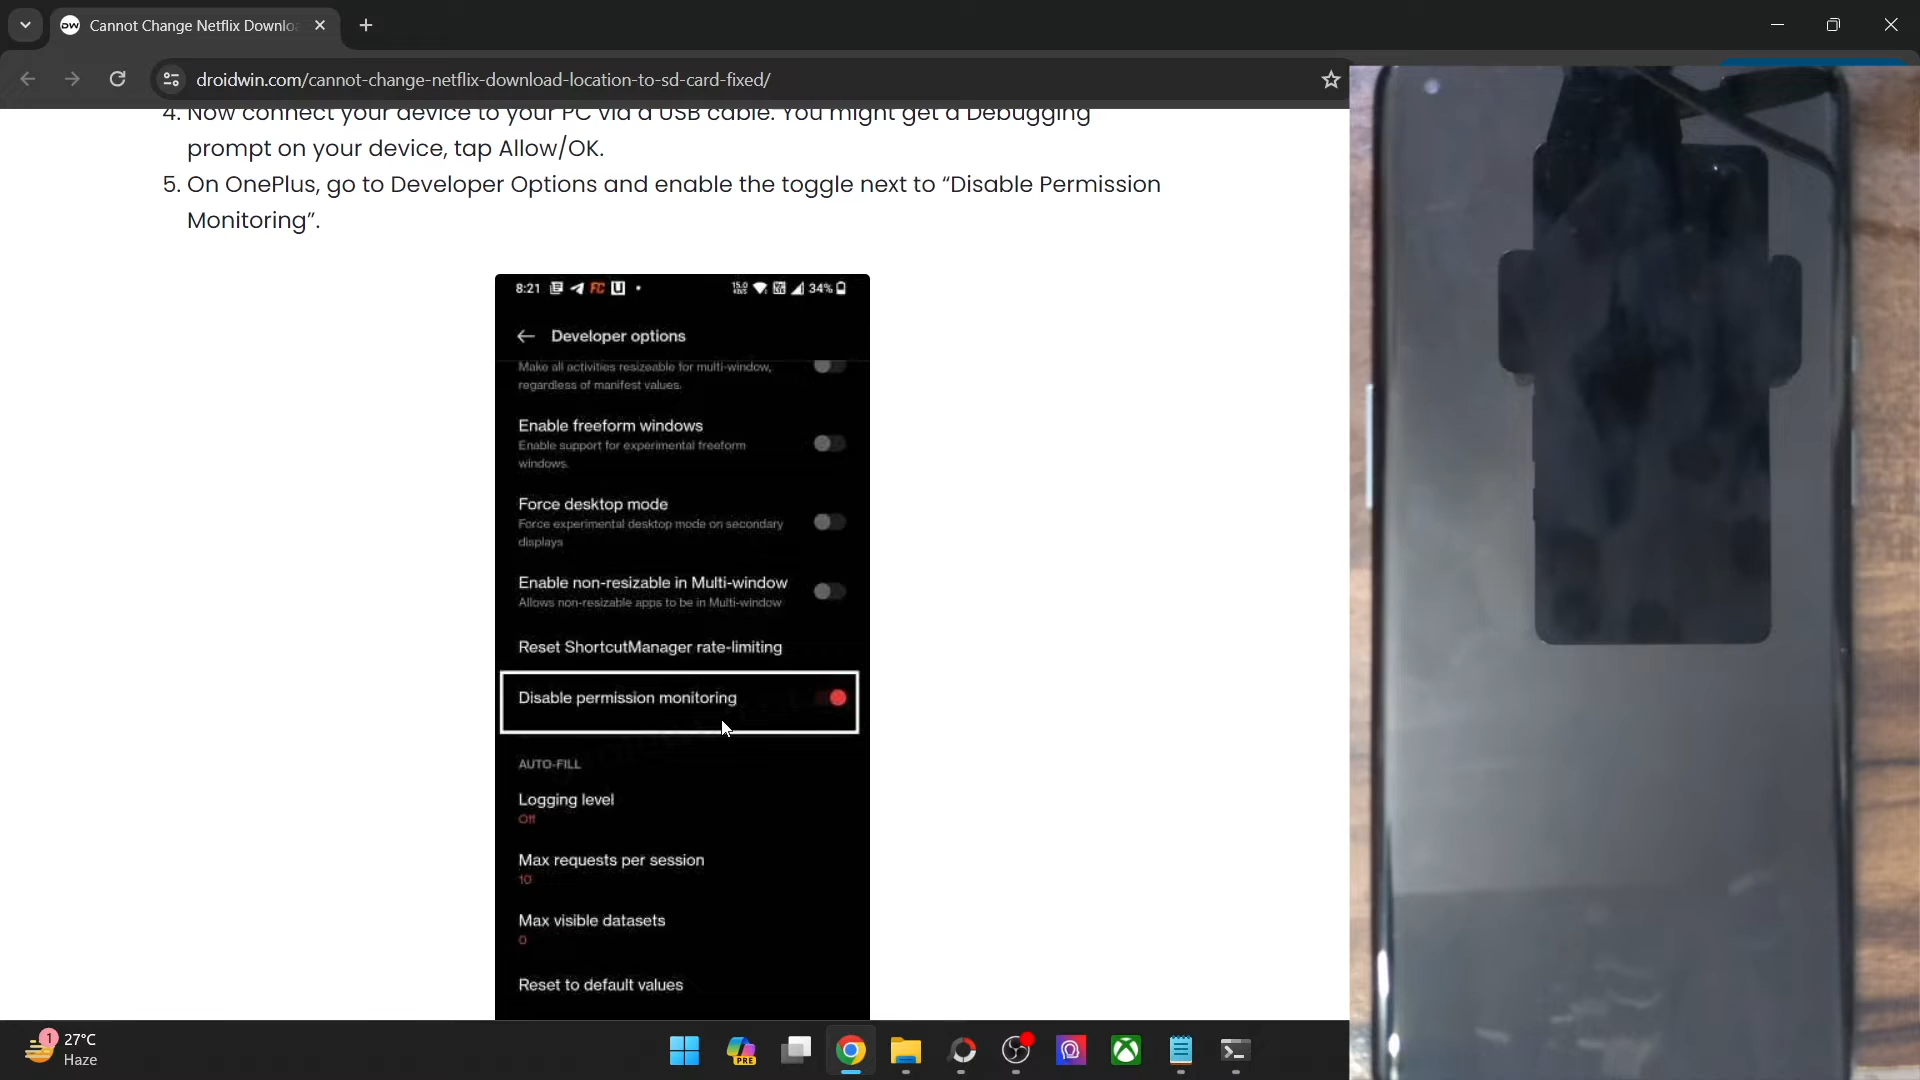 DW Cannot Change Netflix Downlo
droidwin.com/cannot-change-netflix-download-location-to-sd-card-fixed/
4. Now connect your device to your PC via a USB cable. You might get a Debugging
prompt on your device, tap Allow/OK.
5. On OnePlus, go to Developer Options and enable the toggle next to “Disable Permission
Monitoring”.
8:21 FC U 34%
Developer options
Make all activities resizeable for multi-window,
regardless of manifest values.
Enable freeform windows
Enable support for experimental freeform
windows.
Force desktop mode
Force experimental desktop mode on secondary
displays
Enable non-resizable in Multi-window
Allows non-resizable apps to be in Multi-window
Reset ShortcutManager rate-limiting
Disable permission monitoring
AUTO-FILL
Logging level
Off
Max requests per session
10
Max visible datasets
0
Reset to default values
1 27°C
Haze
PRE